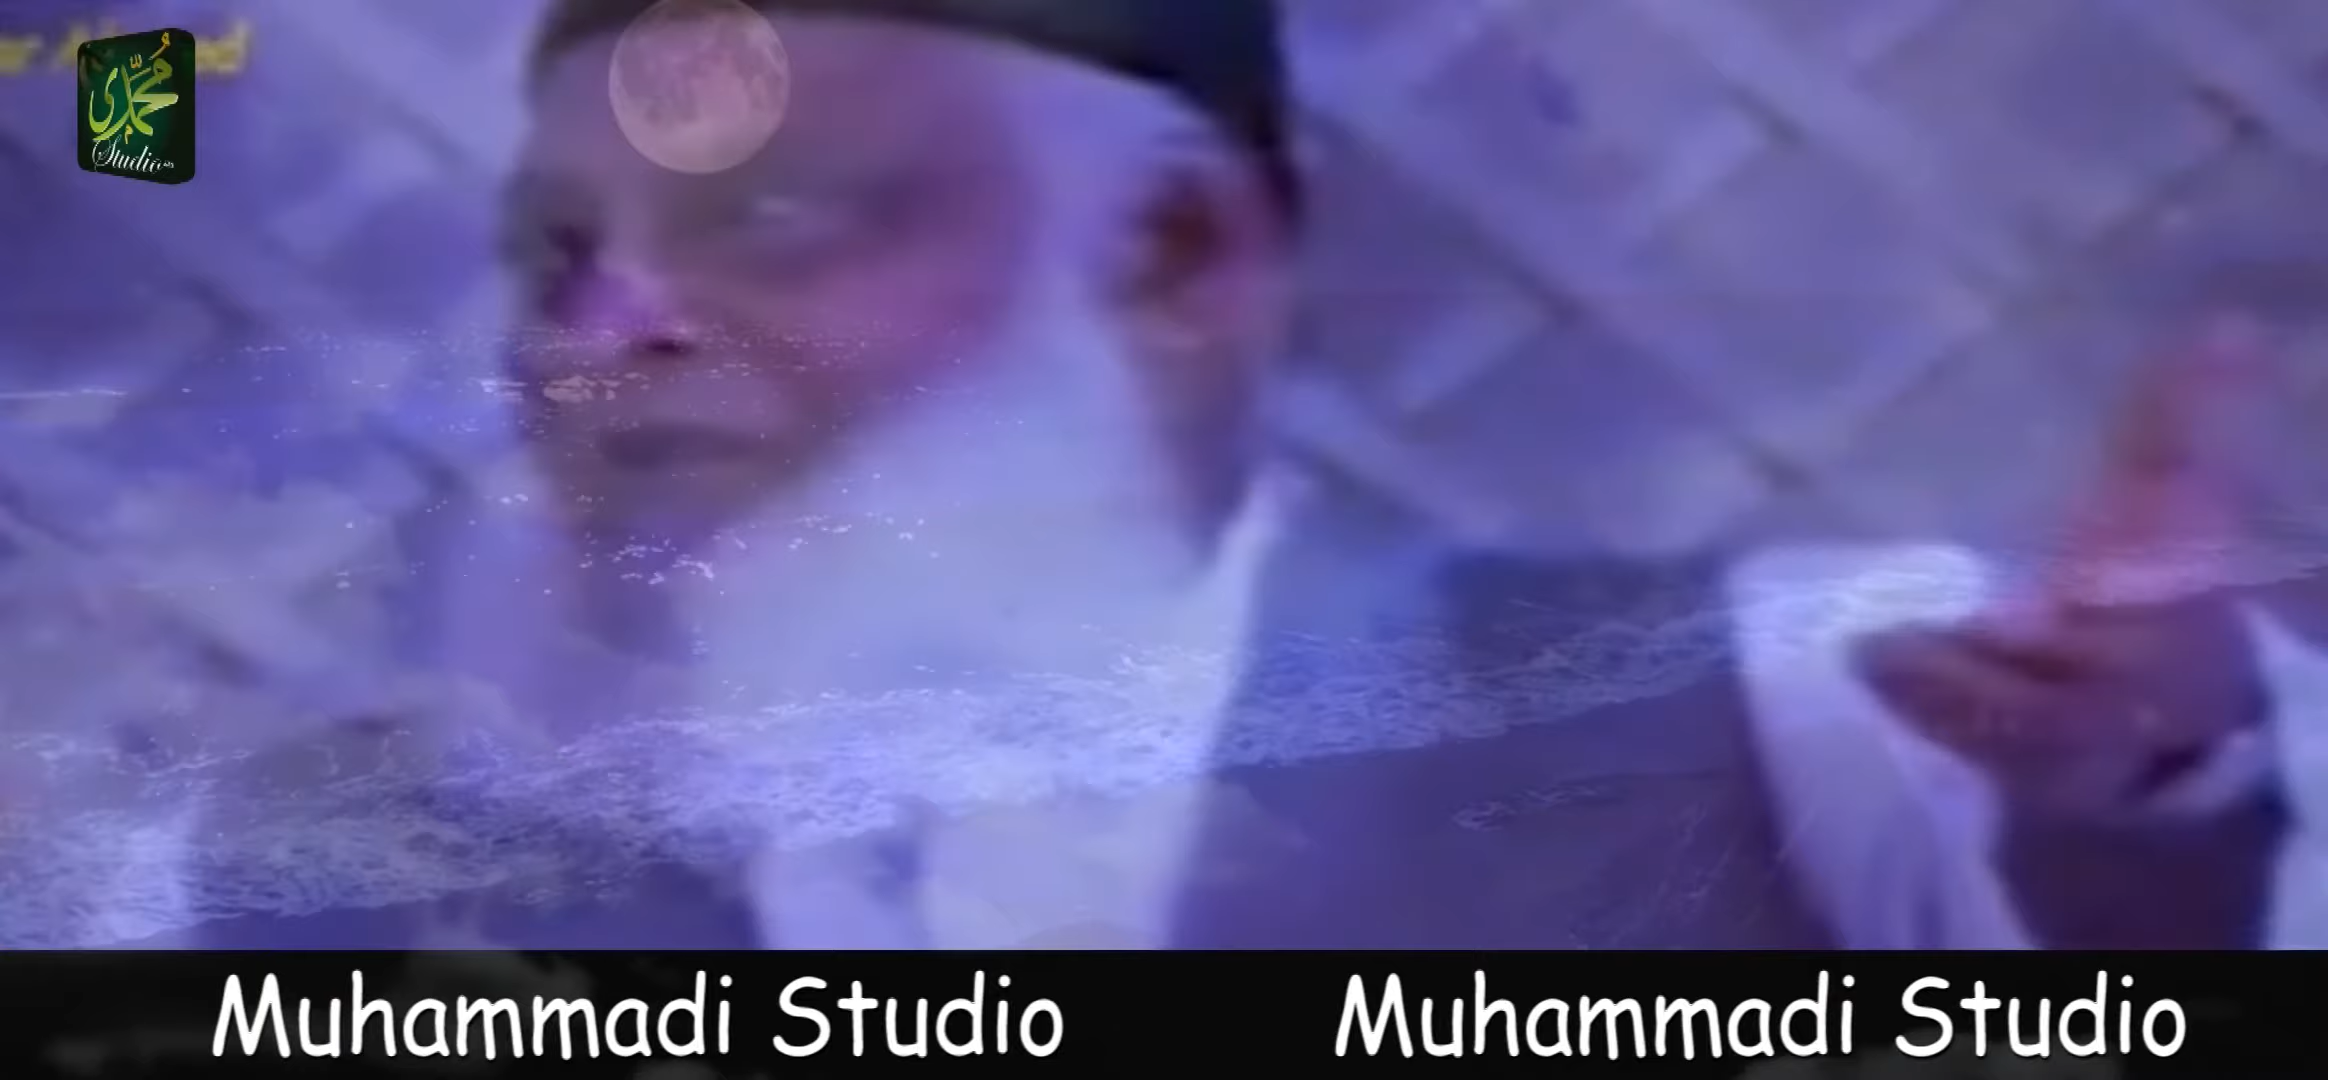 محمدی
Studio
Muhammadi Studio Muhammadi Studio